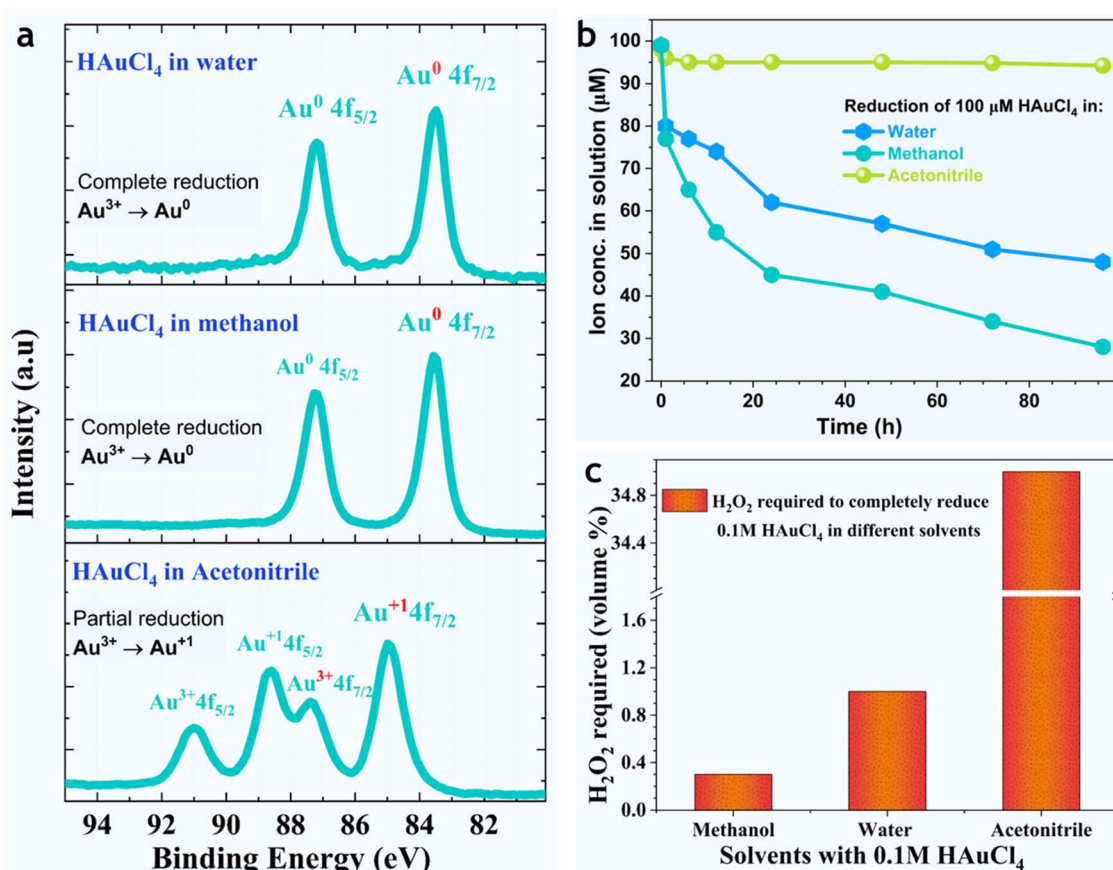 a
HAuCl₄ in water
Au⁰ 4f₇/₂
Au⁰ 4f₅/₂
Complete reduction
Au³⁺ → Au⁰
HAuCl₄ in methanol
Au⁰ 4f₇/₂
Au⁰ 4f₅/₂
Complete reduction
Au³⁺ → Au⁰
HAuCl₄ in Acetonitrile
Partial reduction
Au³⁺ → Au⁺¹
Au⁺¹4f₇/₂
Au⁺¹4f₅/₂
Au³⁺4f₇/₂
Au³⁺4f₅/₂
Intensity (a.u)
94 92 90 88 86 84 82
Binding Energy (eV)
b
100
90
80
70
60
50
40
30
20
Ion conc. in solution (μM)
Reduction of 100 μM HAuCl₄ in:
Water
Methanol
Acetonitrile
0 20 40 60 80
Time (h)
c
H₂O₂ required to completely reduce
0.1M HAuCl₄ in different solvents
34.8
34.4
1.2
0.8
0.4
0.0
H₂O₂ required (volume %)
Methanol Water Acetonitrile
Solvents with 0.1M HAuCl₄